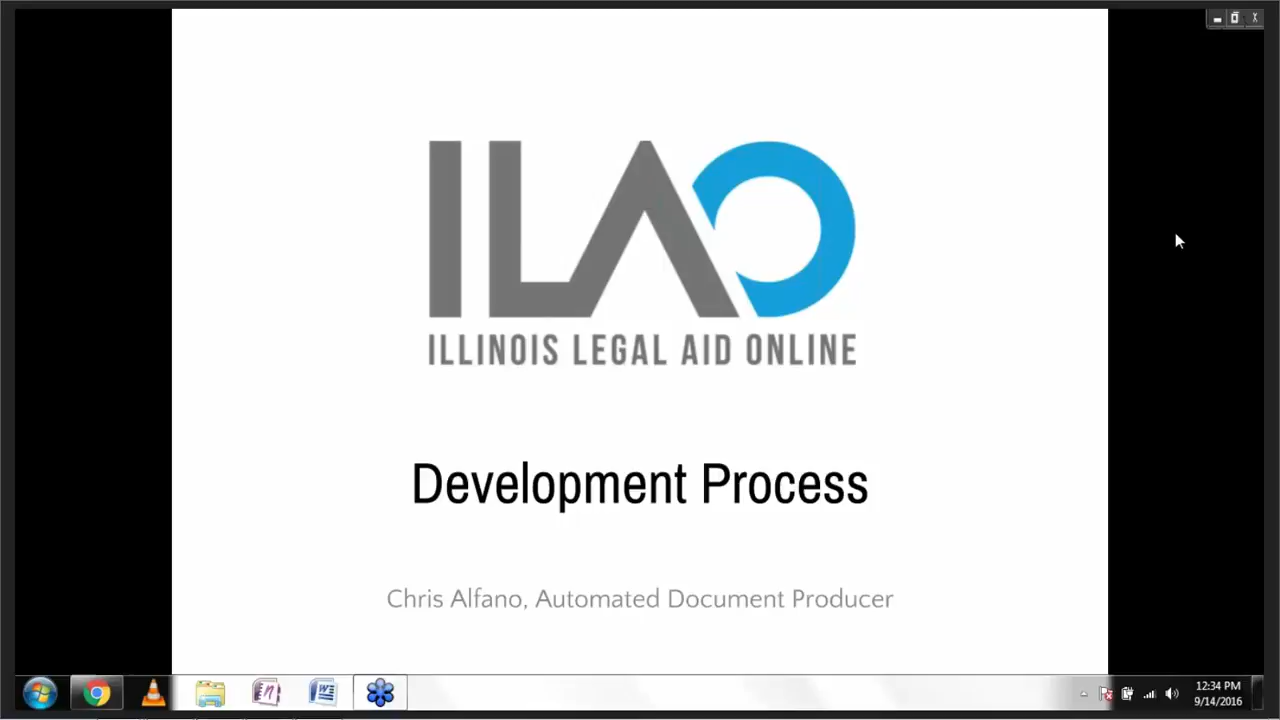 ILAO
ILLINOIS LEGAL AID ONLINE
Development Process
Chris Alfano, Automated Document Producer
12:34 PM
9/14/2016